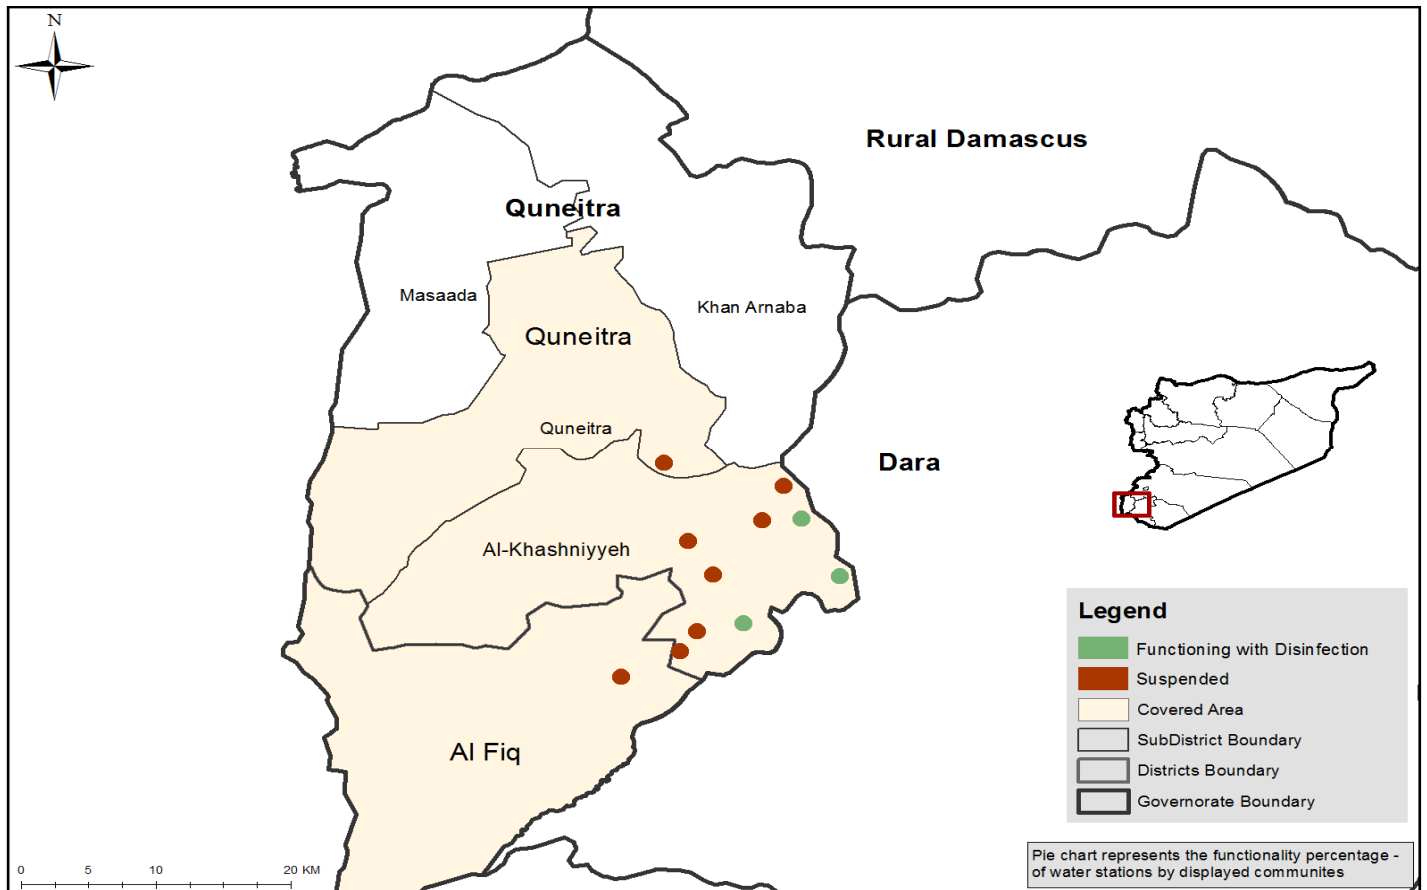 N
Rural Damascus
Quneitra
Masaada
Khan Arnaba
Quneitra
Quneitra
Dara
Al-Khashniyyeh
Al Fiq
Legend
Functioning with Disinfection
Suspended
Covered Area
SubDistrict Boundary
Districts Boundary
Governorate Boundary
Pie chart represents the functionality percentage -
of water stations by displayed communites
0 5 10 20 KM